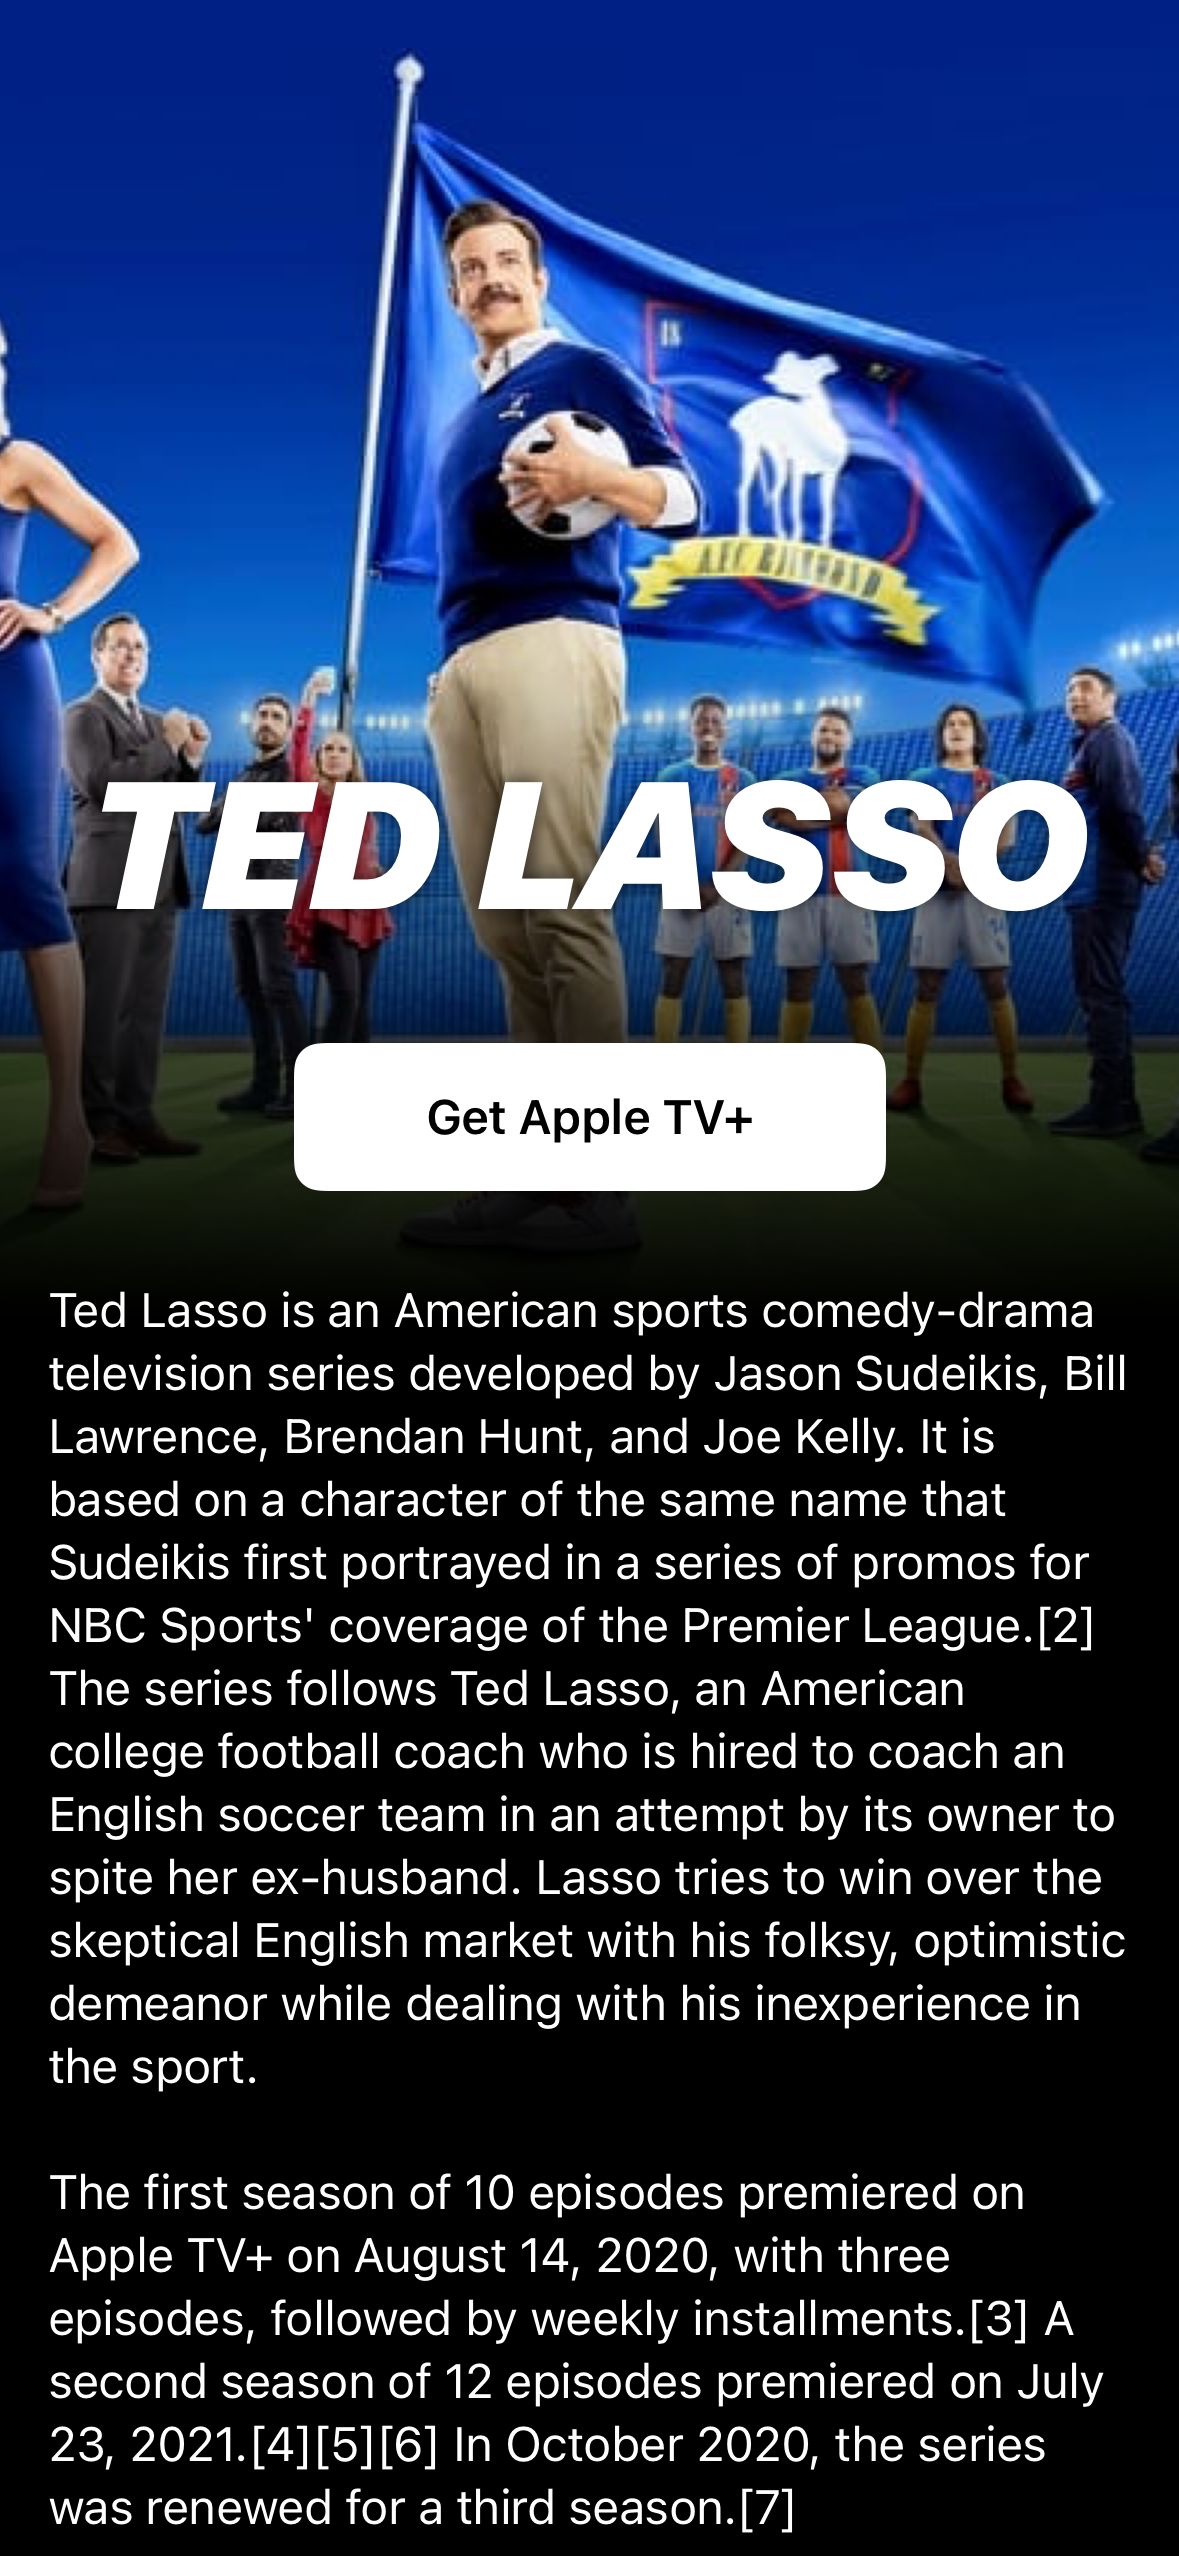 AFC RICHMOND
TED LASSO
Get Apple TV+
Ted Lasso is an American sports comedy-drama
television series developed by Jason Sudeikis, Bill
Lawrence, Brendan Hunt, and Joe Kelly. It is
based on a character of the same name that
Sudeikis first portrayed in a series of promos for
NBC Sports' coverage of the Premier League.[2]
The series follows Ted Lasso, an American
college football coach who is hired to coach an
English soccer team in an attempt by its owner to
spite her ex-husband. Lasso tries to win over the
skeptical English market with his folksy, optimistic
demeanor while dealing with his inexperience in
the sport.
The first season of 10 episodes premiered on
Apple TV+ on August 14, 2020, with three
episodes, followed by weekly installments.[3] A
second season of 12 episodes premiered on July
23, 2021.[4][5][6] In October 2020, the series
was renewed for a third season.[7]